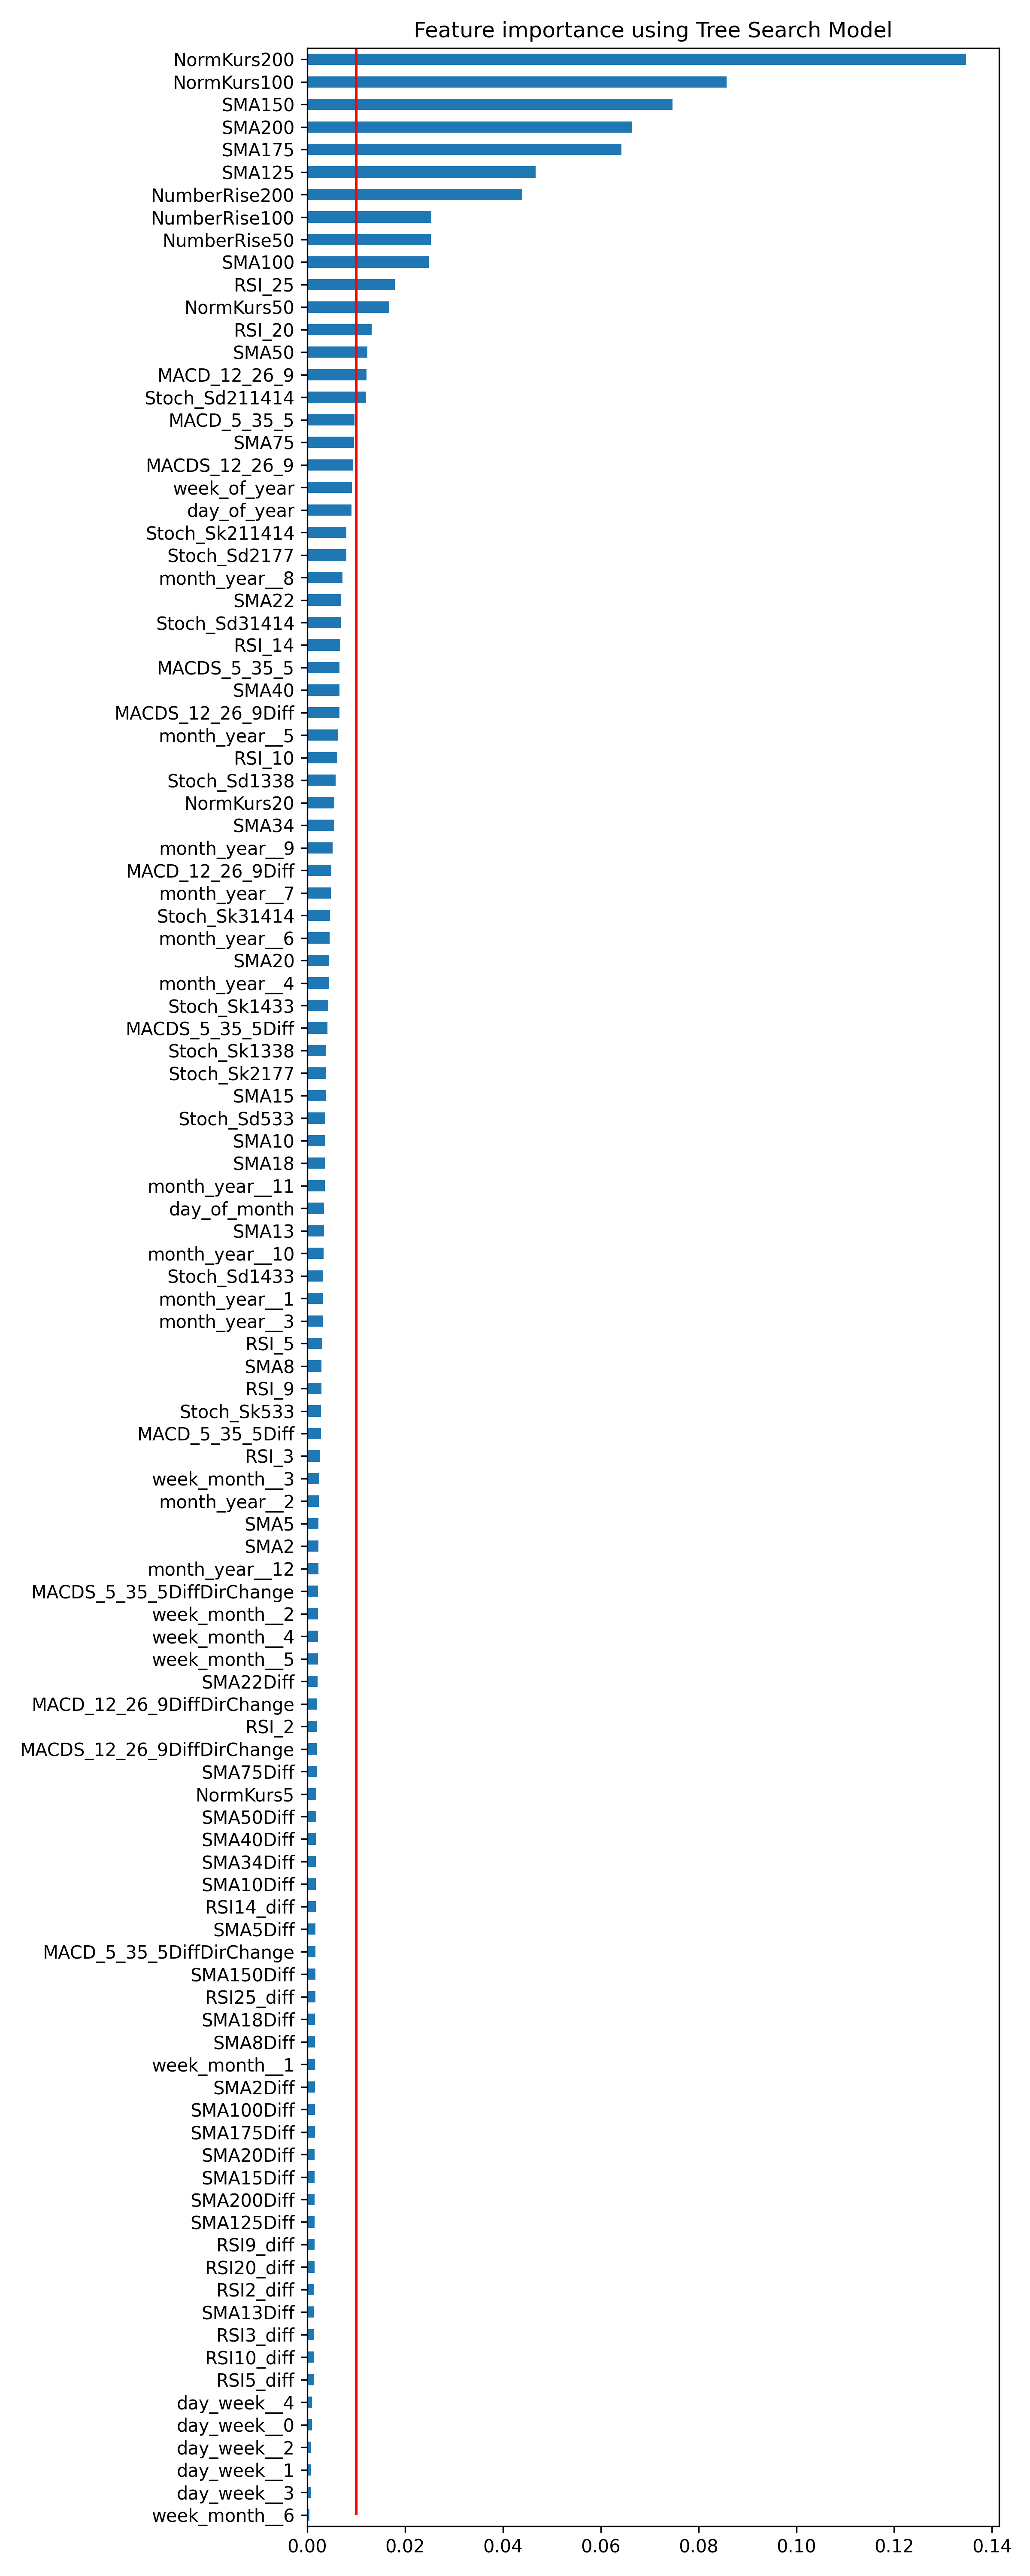 Feature importance using Tree Search Model
NormKurs200
NormKurs100
SMA150
SMA200
SMA175
SMA125
NumberRise200
NumberRise100
NumberRise50
SMA100
RSI_25
NormKurs50
RSI_20
SMA50
MACD_12_26_9
Stoch_Sd211414
MACD_5_35_5
SMA75
MACDS_12_26_9
week_of_year
day_of_year
Stoch_Sk211414
Stoch_Sd2177
month_year__8
SMA22
Stoch_Sd31414
RSI_14
MACDS_5_35_5
SMA40
MACDS_12_26_9Diff
month_year__5
RSI_10
Stoch_Sd1338
NormKurs20
SMA34
month_year__9
MACD_12_26_9Diff
month_year__7
Stoch_Sk31414
month_year__6
SMA20
month_year__4
Stoch_Sk1433
MACDS_5_35_5Diff
Stoch_Sk1338
Stoch_Sk2177
SMA15
Stoch_Sd533
SMA10
SMA18
month_year__11
day_of_month
SMA13
month_year__10
Stoch_Sd1433
month_year__1
month_year__3
RSI_5
SMA8
RSI_9
Stoch_Sk533
MACD_5_35_5Diff
RSI_3
week_month__3
month_year__2
SMA5
SMA2
month_year__12
MACDS_5_35_5DiffDirChange
week_month__2
week_month__4
week_month__5
SMA22Diff
MACD_12_26_9DiffDirChange
RSI_2
MACDS_12_26_9DiffDirChange
SMA75Diff
NormKurs5
SMA50Diff
SMA40Diff
SMA34Diff
SMA10Diff
RSI14_diff
SMA5Diff
MACD_5_35_5DiffDirChange
SMA150Diff
RSI25_diff
SMA18Diff
SMA8Diff
week_month__1
SMA2Diff
SMA100Diff
SMA175Diff
SMA20Diff
SMA15Diff
SMA200Diff
SMA125Diff
RSI9_diff
RSI20_diff
RSI2_diff
SMA13Diff
RSI3_diff
RSI10_diff
RSI5_diff
day_week__4
day_week__0
day_week__2
day_week__1
day_week__3
week_month__6
0.00 0.02 0.04 0.06 0.08 0.10 0.12 0.14